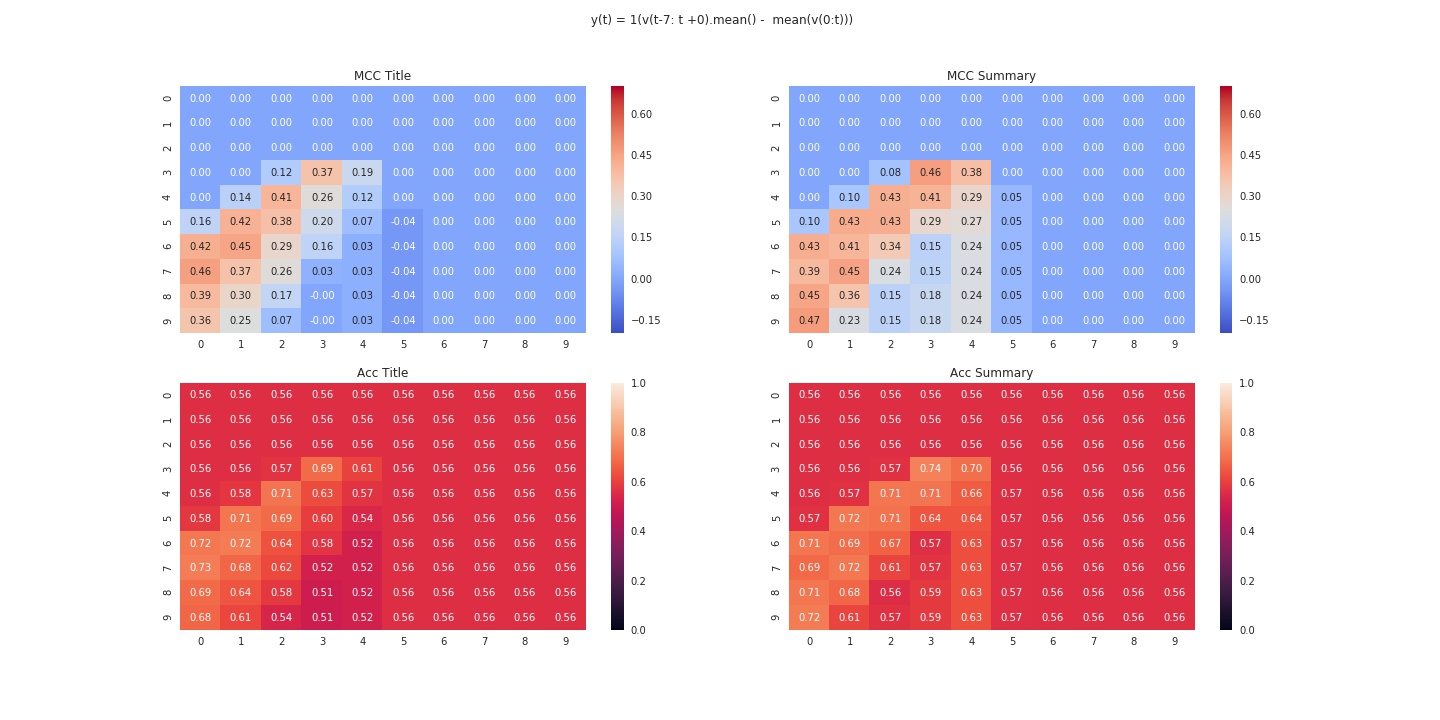 y(t) = 1(v(t-7: t +0).mean() -  mean(v(0:t)))
MCC Title
0 0.00 0.00 0.00 0.00 0.00 0.00 0.00 0.00 0.00 0.00
1 0.00 0.00 0.00 0.00 0.00 0.00 0.00 0.00 0.00 0.00
2 0.00 0.00 0.00 0.00 0.00 0.00 0.00 0.00 0.00 0.00
3 0.00 0.00 0.12 0.37 0.19 0.00 0.00 0.00 0.00 0.00
4 0.00 0.14 0.41 0.26 0.12 0.00 0.00 0.00 0.00 0.00
5 0.16 0.42 0.38 0.20 0.07 -0.04 0.00 0.00 0.00 0.00
6 0.42 0.45 0.29 0.16 0.03 -0.04 0.00 0.00 0.00 0.00
7 0.46 0.37 0.26 0.03 0.03 -0.04 0.00 0.00 0.00 0.00
8 0.39 0.30 0.17 -0.00 0.03 -0.04 0.00 0.00 0.00 0.00
9 0.36 0.25 0.07 -0.00 0.03 -0.04 0.00 0.00 0.00 0.00
0 1 2 3 4 5 6 7 8 9
0.60
0.45
0.30
0.15
0.00
−0.15
MCC Summary
0 0.00 0.00 0.00 0.00 0.00 0.00 0.00 0.00 0.00 0.00
1 0.00 0.00 0.00 0.00 0.00 0.00 0.00 0.00 0.00 0.00
2 0.00 0.00 0.00 0.00 0.00 0.00 0.00 0.00 0.00 0.00
3 0.00 0.00 0.08 0.46 0.38 0.00 0.00 0.00 0.00 0.00
4 0.00 0.10 0.43 0.41 0.29 0.05 0.00 0.00 0.00 0.00
5 0.10 0.43 0.43 0.29 0.27 0.05 0.00 0.00 0.00 0.00
6 0.43 0.41 0.34 0.15 0.24 0.05 0.00 0.00 0.00 0.00
7 0.39 0.45 0.24 0.15 0.24 0.05 0.00 0.00 0.00 0.00
8 0.45 0.36 0.15 0.18 0.24 0.05 0.00 0.00 0.00 0.00
9 0.47 0.23 0.15 0.18 0.24 0.05 0.00 0.00 0.00 0.00
0 1 2 3 4 5 6 7 8 9
0.60
0.45
0.30
0.15
0.00
−0.15
Acc Title
0 0.56 0.56 0.56 0.56 0.56 0.56 0.56 0.56 0.56 0.56
1 0.56 0.56 0.56 0.56 0.56 0.56 0.56 0.56 0.56 0.56
2 0.56 0.56 0.56 0.56 0.56 0.56 0.56 0.56 0.56 0.56
3 0.56 0.56 0.57 0.69 0.61 0.56 0.56 0.56 0.56 0.56
4 0.56 0.58 0.71 0.63 0.57 0.56 0.56 0.56 0.56 0.56
5 0.58 0.71 0.69 0.60 0.54 0.56 0.56 0.56 0.56 0.56
6 0.72 0.72 0.64 0.58 0.52 0.56 0.56 0.56 0.56 0.56
7 0.73 0.68 0.62 0.52 0.52 0.56 0.56 0.56 0.56 0.56
8 0.69 0.64 0.58 0.51 0.52 0.56 0.56 0.56 0.56 0.56
9 0.68 0.61 0.54 0.51 0.52 0.56 0.56 0.56 0.56 0.56
0 1 2 3 4 5 6 7 8 9
1.0
0.8
0.6
0.4
0.2
0.0
Acc Summary
0 0.56 0.56 0.56 0.56 0.56 0.56 0.56 0.56 0.56 0.56
1 0.56 0.56 0.56 0.56 0.56 0.56 0.56 0.56 0.56 0.56
2 0.56 0.56 0.56 0.56 0.56 0.56 0.56 0.56 0.56 0.56
3 0.56 0.56 0.57 0.74 0.70 0.56 0.56 0.56 0.56 0.56
4 0.56 0.57 0.71 0.71 0.66 0.57 0.56 0.56 0.56 0.56
5 0.57 0.72 0.71 0.64 0.64 0.57 0.56 0.56 0.56 0.56
6 0.71 0.69 0.67 0.57 0.63 0.57 0.56 0.56 0.56 0.56
7 0.69 0.72 0.61 0.57 0.63 0.57 0.56 0.56 0.56 0.56
8 0.71 0.68 0.56 0.59 0.63 0.57 0.56 0.56 0.56 0.56
9 0.72 0.61 0.57 0.59 0.63 0.57 0.56 0.56 0.56 0.56
0 1 2 3 4 5 6 7 8 9
1.0
0.8
0.6
0.4
0.2
0.0